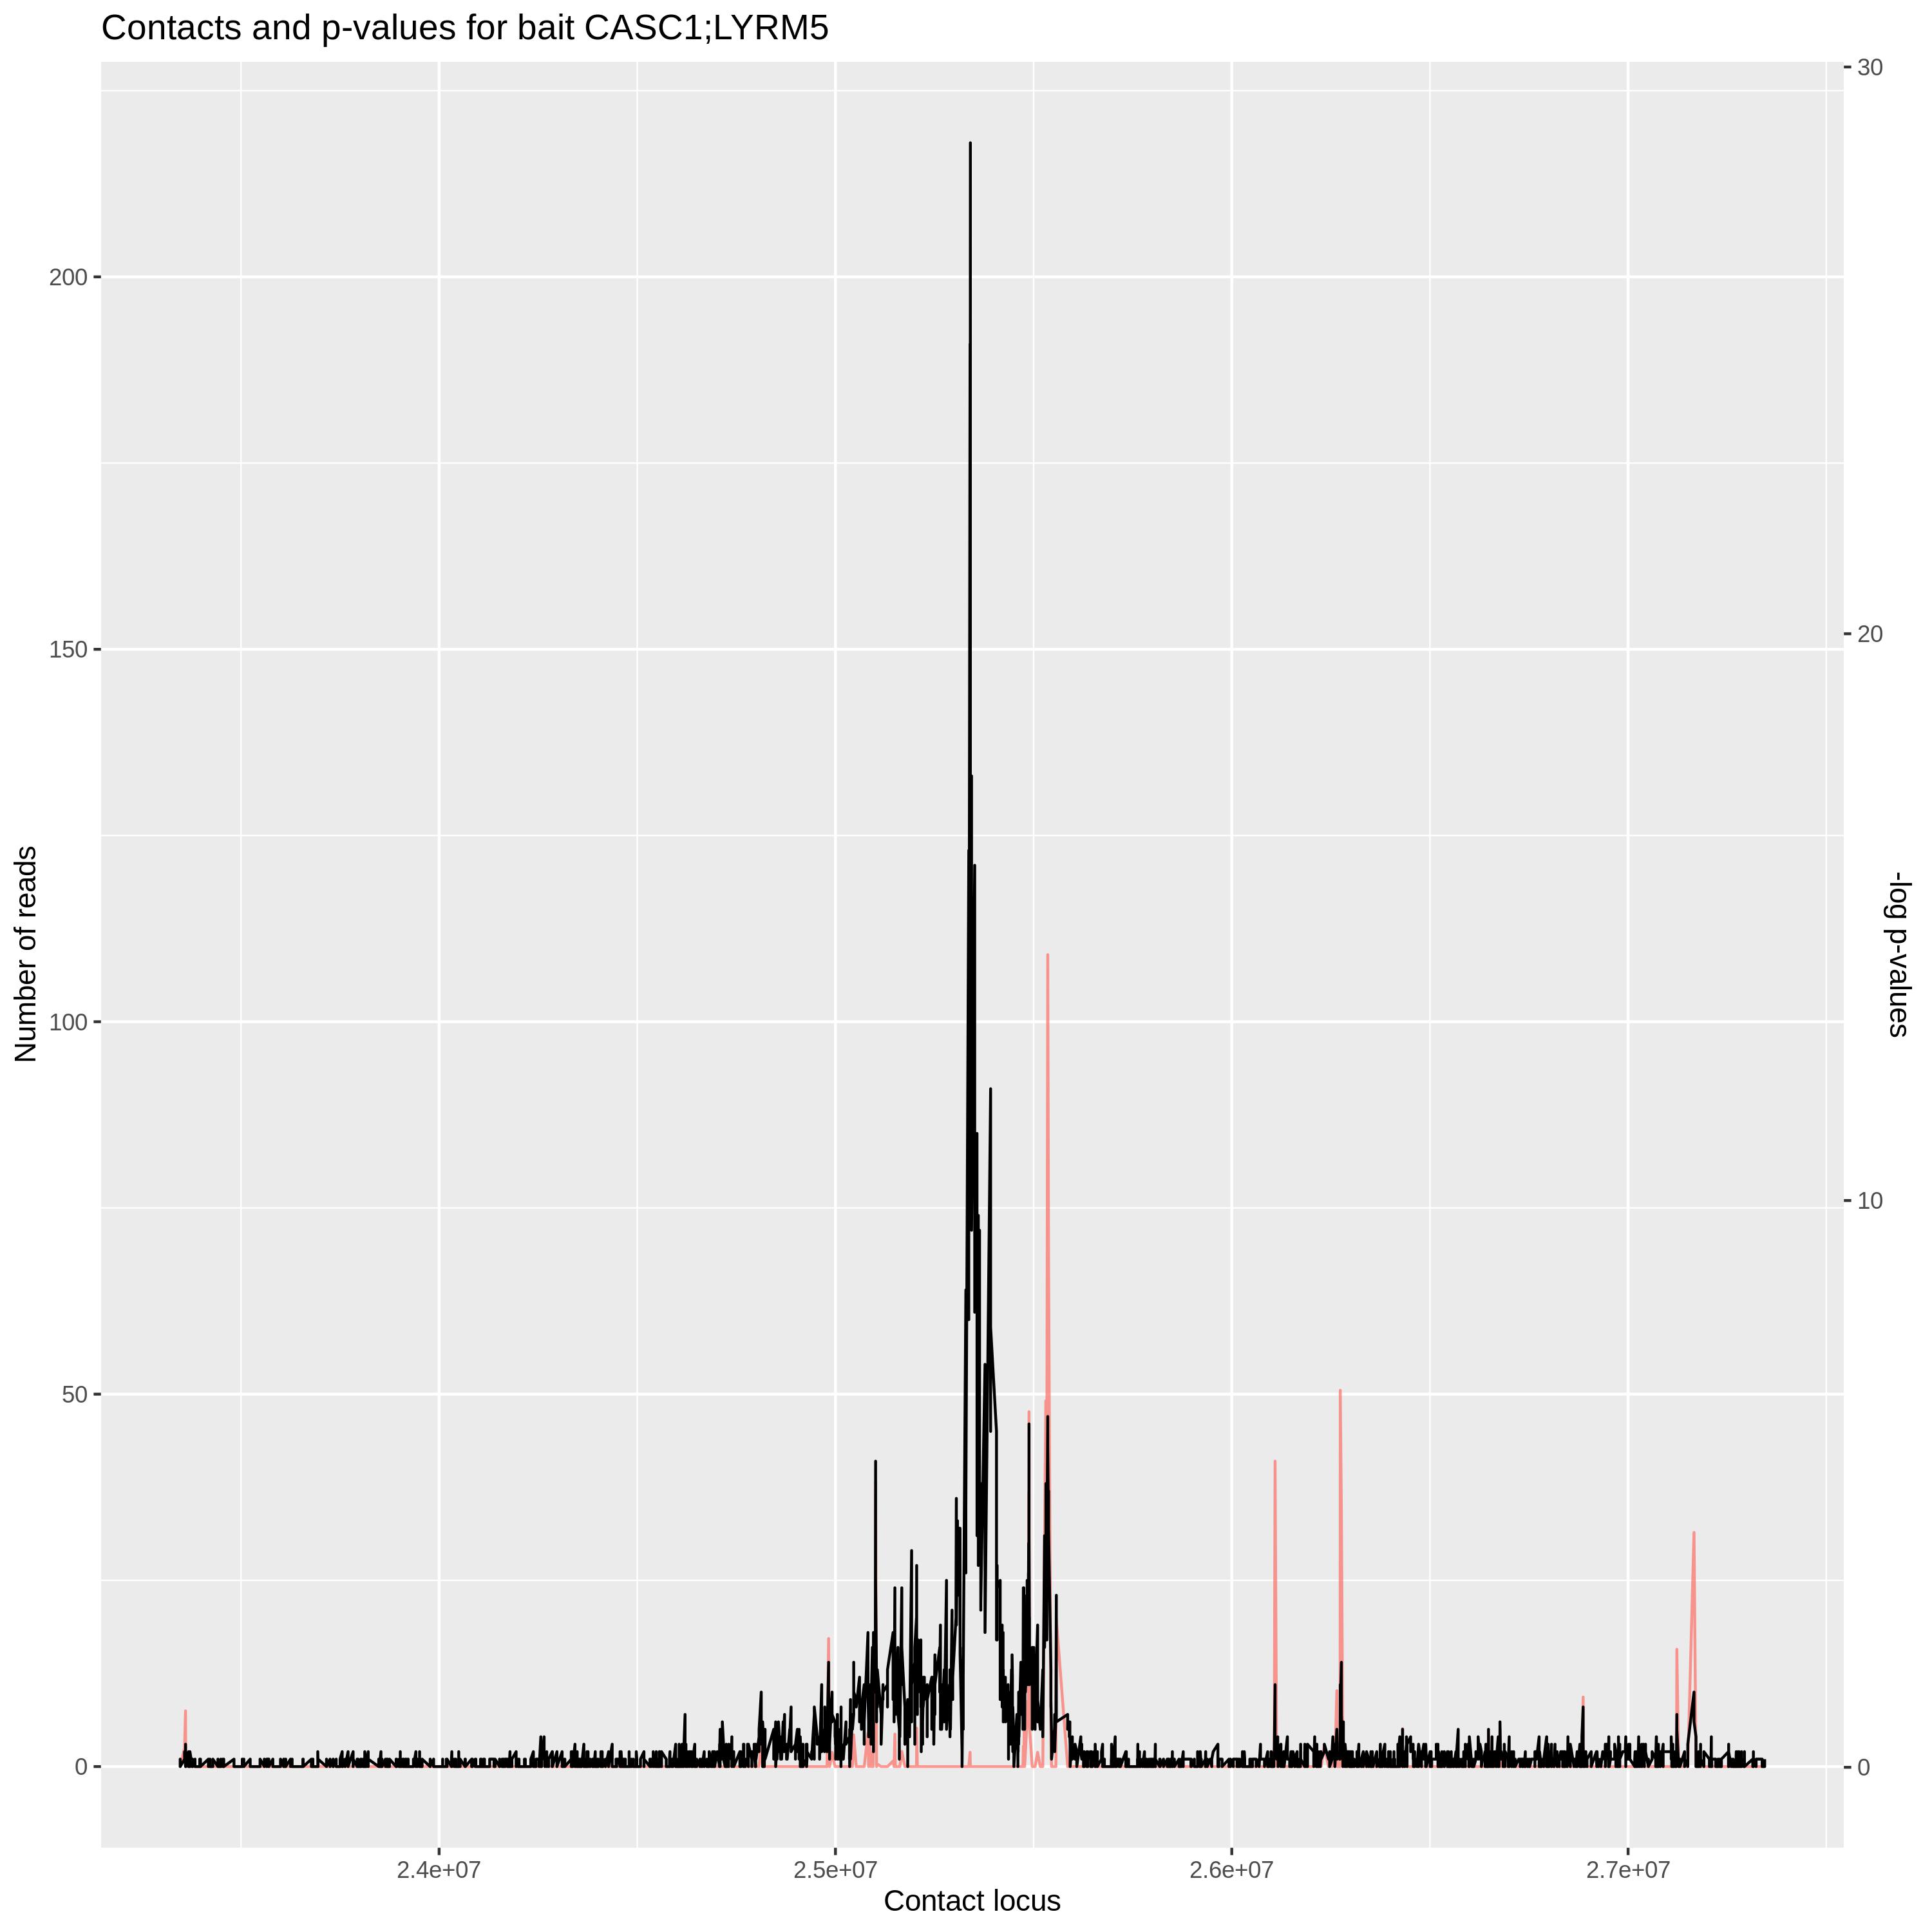 Contacts and p-values for bait CASC1;LYRM5
Number of reads
200
150
100
50
0
30
20
10
0
-log p-values
2.4e+07 2.5e+07 2.6e+07 2.7e+07
Contact locus